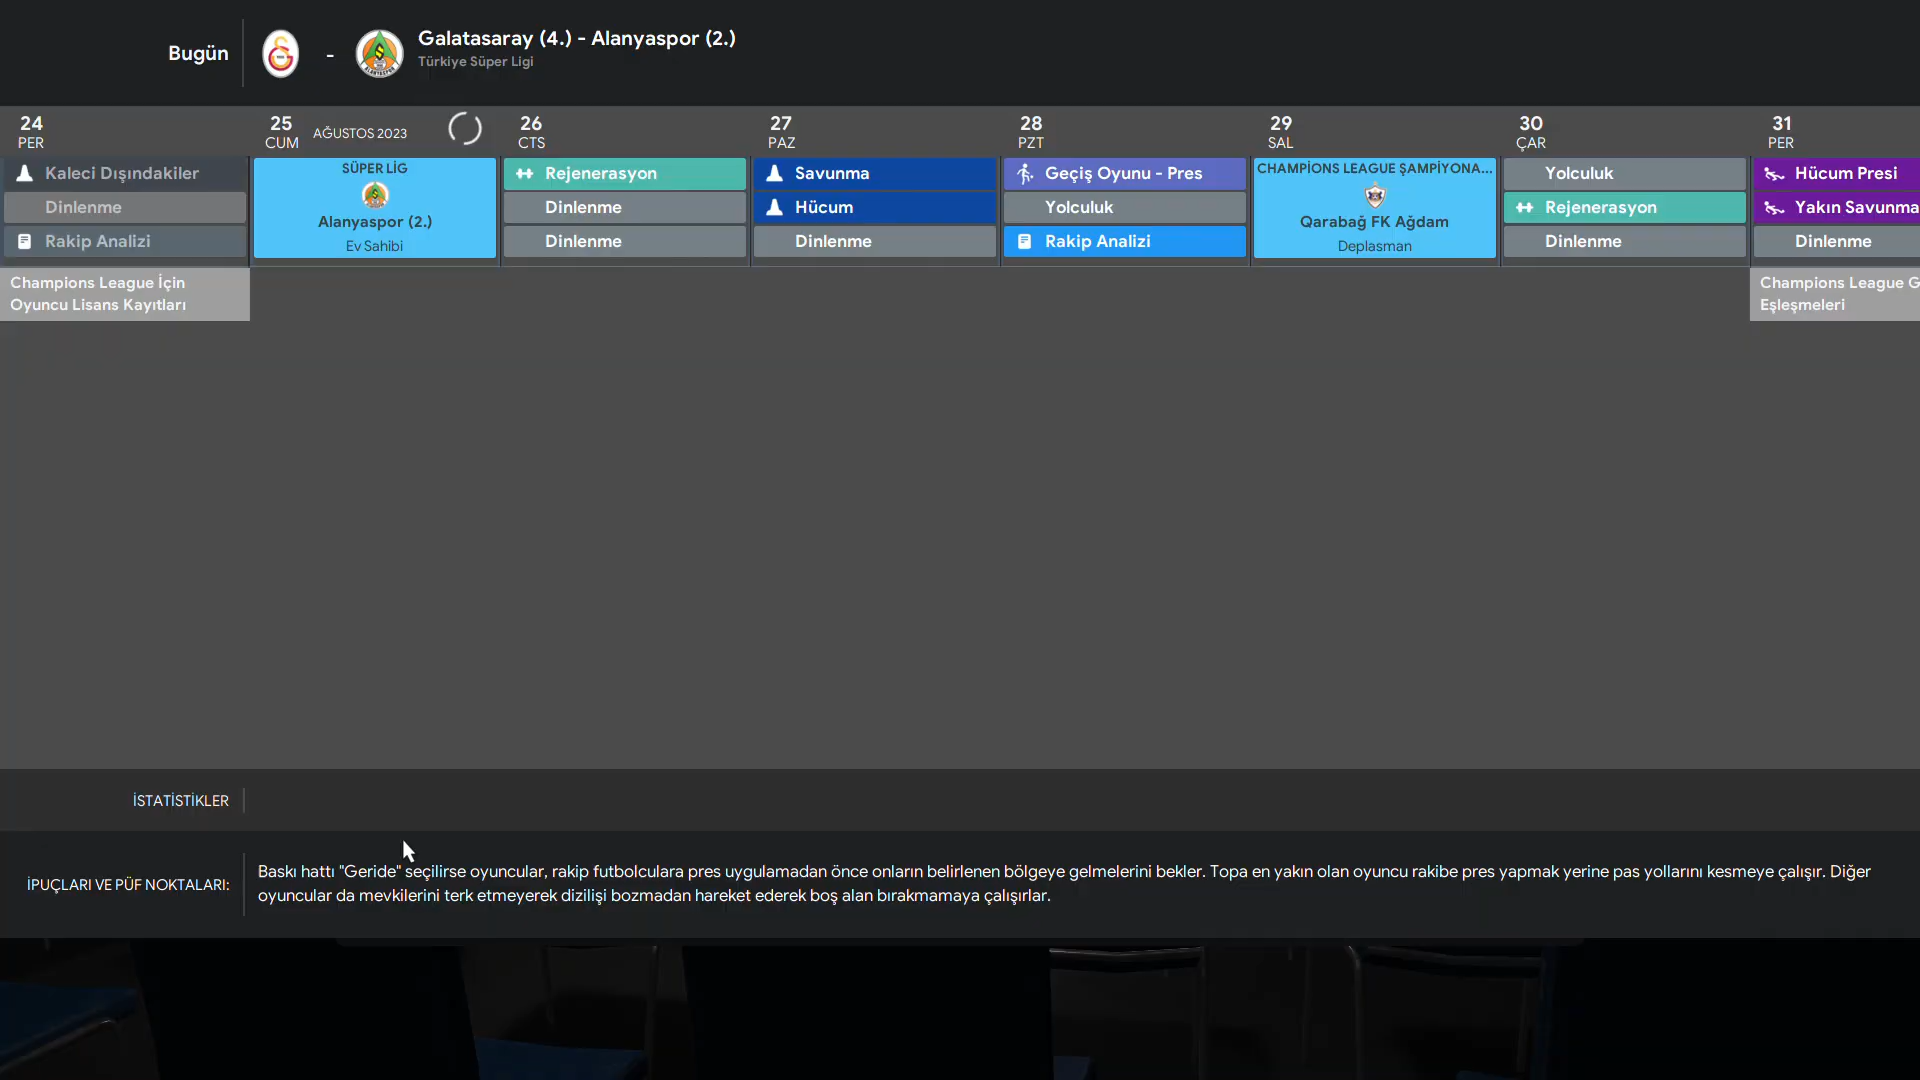 Bugün
-
Galatasaray (4.) - Alanyaspor (2.)
Türkiye Süper Ligi
24
PER
25
CUM
AĞUSTOS 2023
26
CTS
27
PAZ
28
PZT
29
SAL
30
ÇAR
31
PER
Kaleci Dışındakiler
Dinlenme
Rakip Analizi
SÜPER LİG
Alanyaspor (2.)
Ev Sahibi
Rejenerasyon
Dinlenme
Dinlenme
Savunma
Hücum
Dinlenme
Geçiş Oyunu - Pres
Yolculuk
Rakip Analizi
CHAMPİONS LEAGUE ŞAMPİYONA...
Qarabağ FK Ağdam
Deplasman
Yolculuk
Rejenerasyon
Dinlenme
Hücum Presi
Yakın Savunma
Dinlenme
Champions League İçin
Oyuncu Lisans Kayıtları
Champions League G
Eşleşmeleri
İSTATİSTİKLER
İPUÇLARI VE PÜF NOKTALARI:
Baskı hattı "Geride" seçilirse oyuncular, rakip futbolculara pres uygulamadan önce onların belirlenen bölgeye gelmelerini bekler. Topa en yakın olan oyuncu rakibe pres yapmak yerine pas yollarını kesmeye çalışır. Diğer
oyuncular da mevkilerini terk etmeyerek dizilişi bozmadan hareket ederek boş alan bırakmamaya çalışırlar.